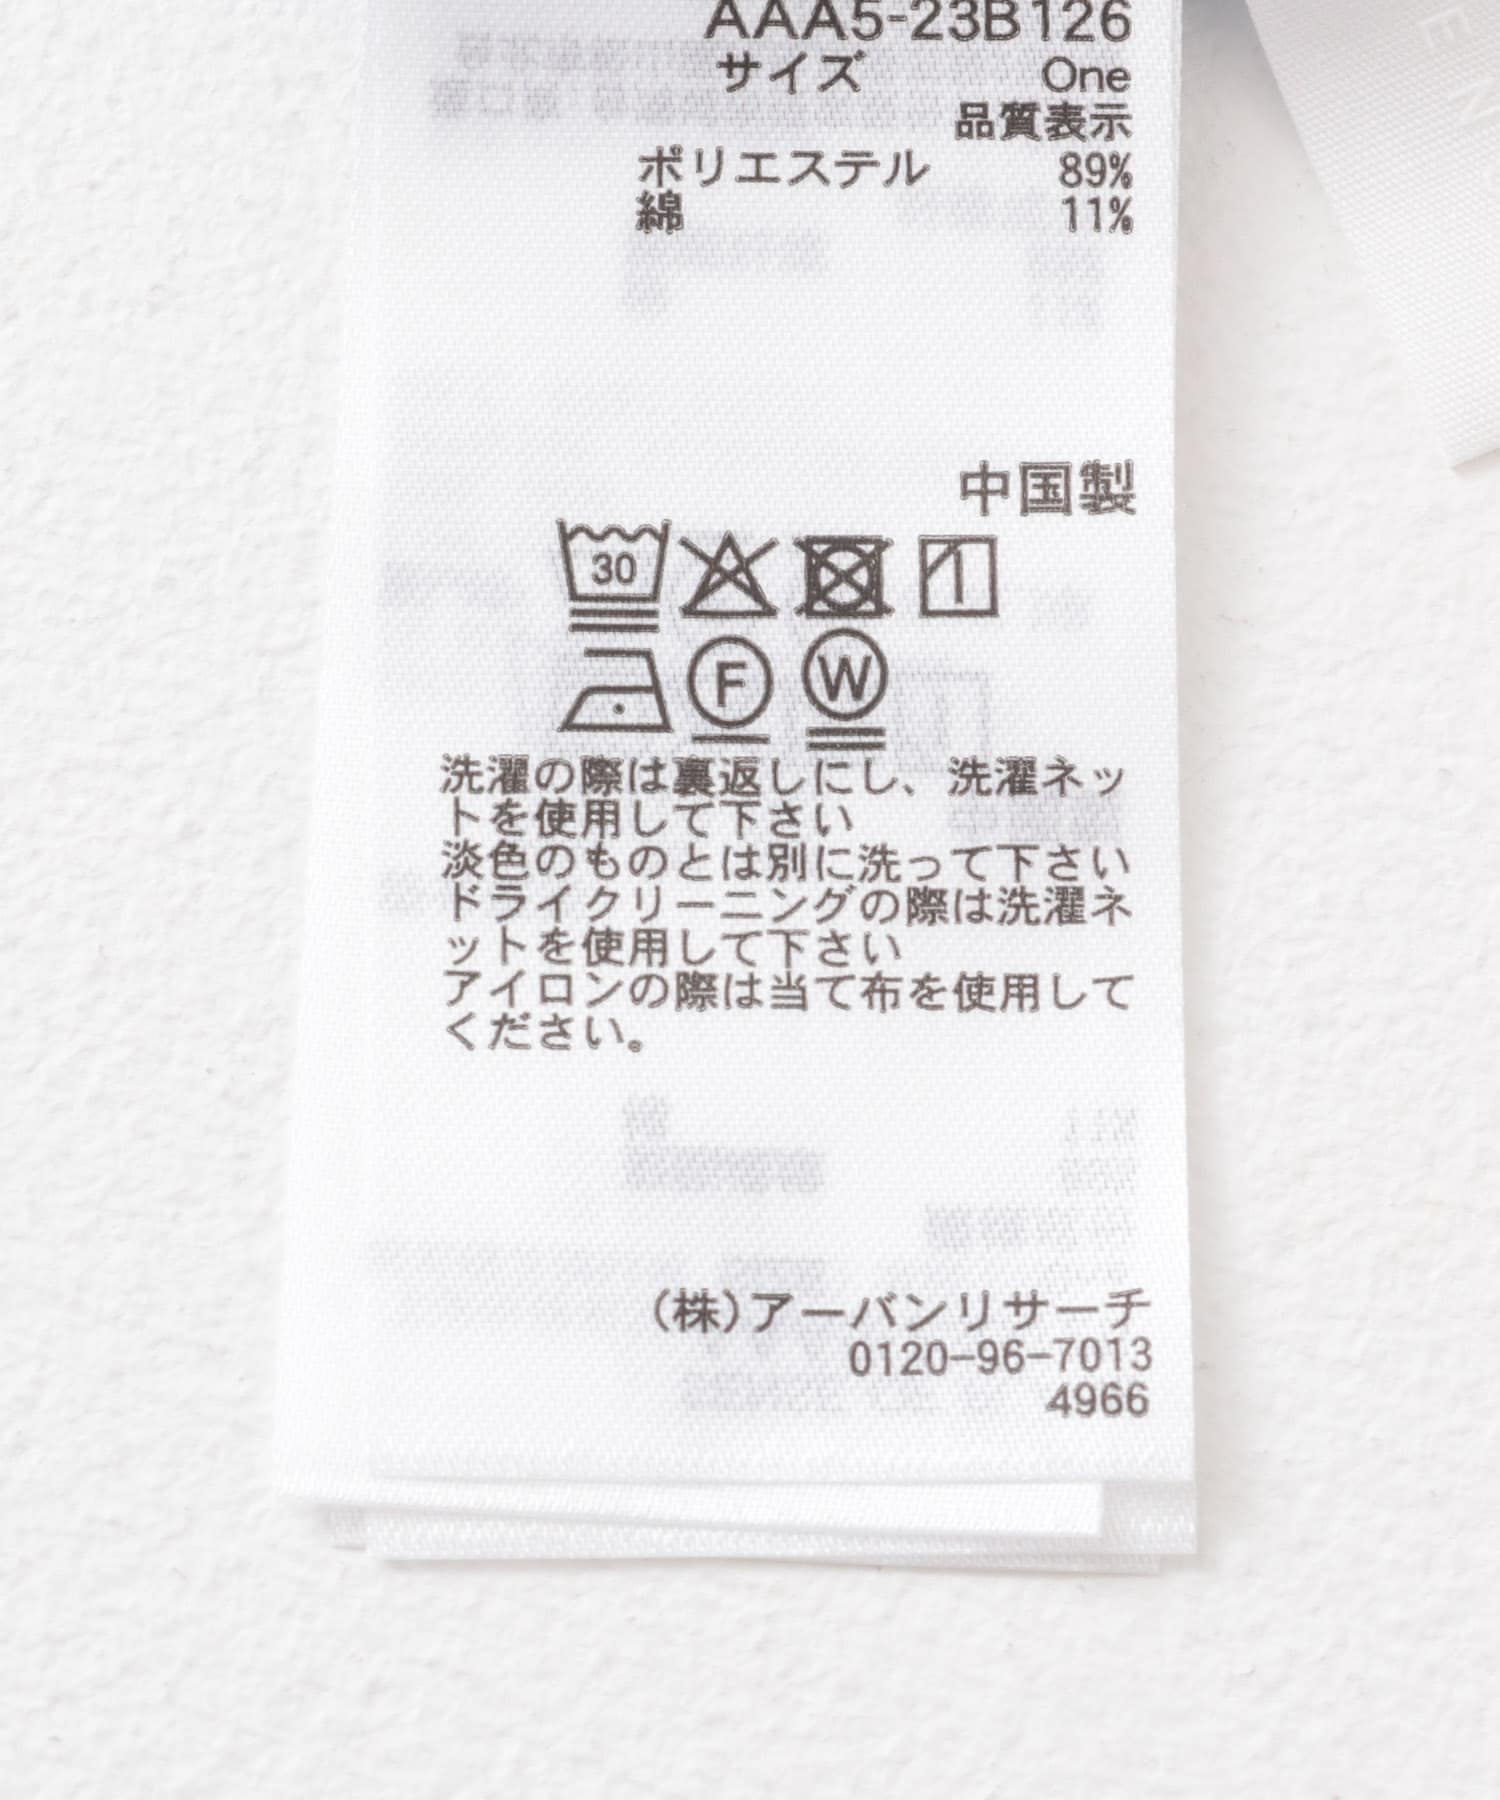 AAA5-23B126
サイズ One
品質表示
ポリエステル 89%
綿 11%
中国製
30
F W
洗濯の際は裏返しにし、洗濯ネッ
トを使用して下さい
淡色のものとは別に洗って下さい
ドライクリーニングの際は洗濯ネ
ットを使用して下さい
アイロンの際は当て布を使用して
ください。
(株)アーバンリサーチ
0120-96-7013
4966
EN